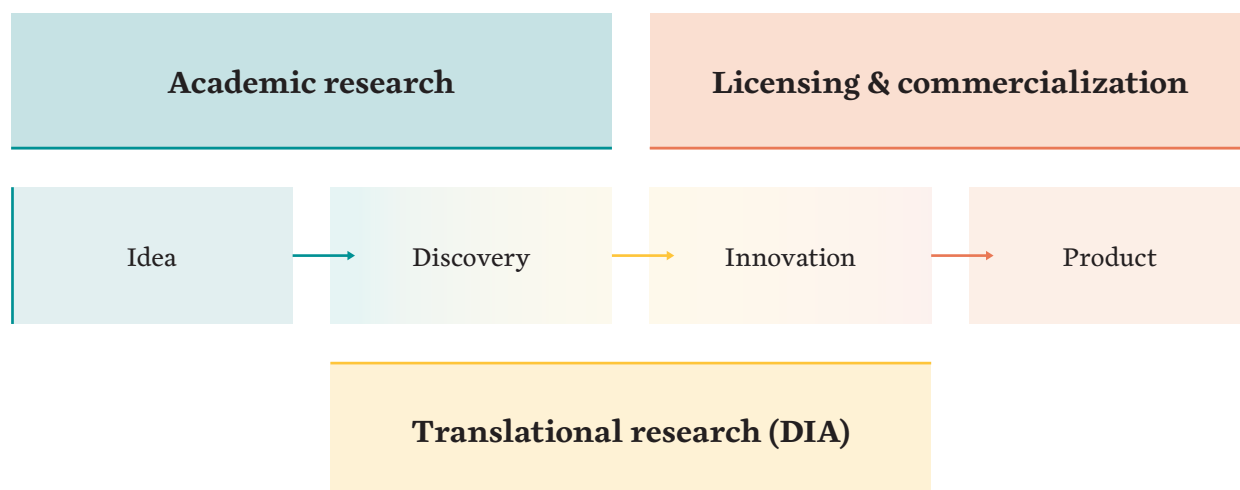 Academic research
Licensing & commercialization
Idea
Discovery
Innovation
Product
Translational research (DIA)